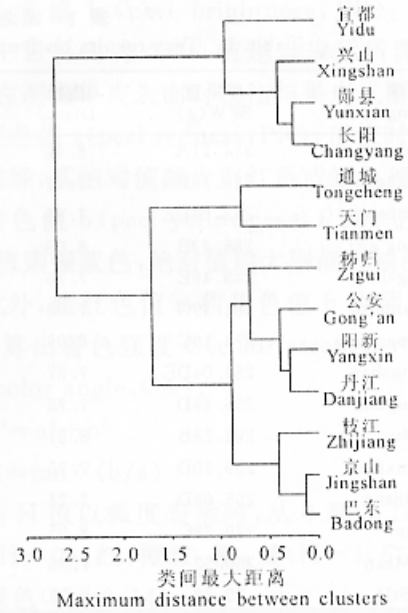 宜都
Yidu
兴山
Xingshan
郧县
Yunxian
长阳
Changyang
通城
Tongcheng
天门
Tianmen
秭归
Zigui
公安
Gong'an
阳新
Yangxin
丹江
Danjiang
枝江
Zhijiang
京山
Jingshan
巴东
Badong
3.0 2.5 2.0 1.5 1.0 0.5 0.0
类间最大距离
Maximum distance between clusters